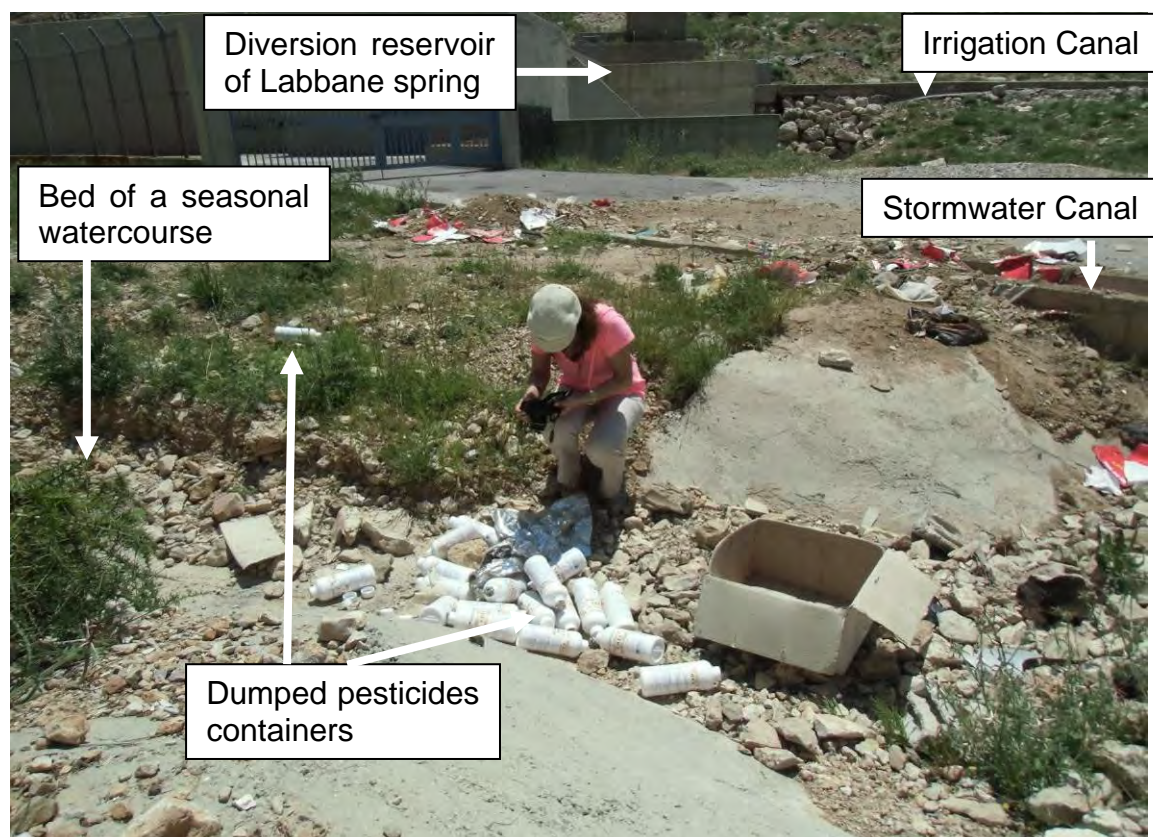 Diversion reservoir
of Labbane spring
Irrigation Canal
Bed of a seasonal
watercourse
Stormwater Canal
Dumped pesticides
containers